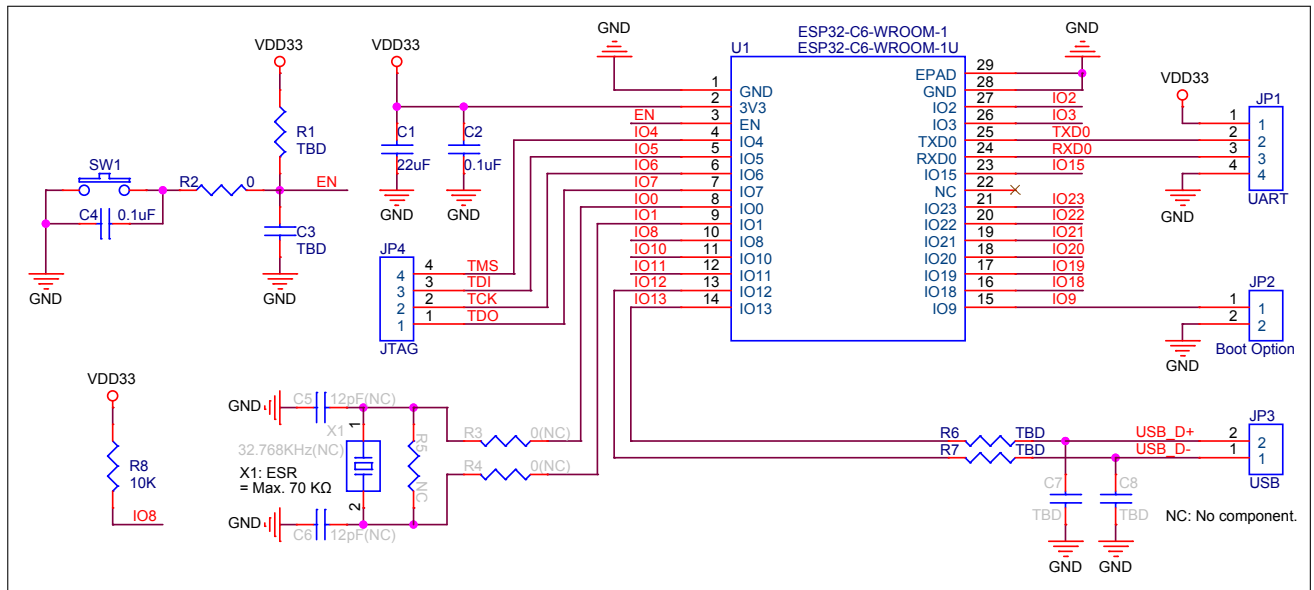 GND
ESP32-C6-WROOM-1
ESP32-C6-WROOM-1U
GND
VDD33
VDD33
U1
VDD33
29
EPAD
1
GND
28
GND
2
3V3
27
IO2
IO2
JP1
EN
3
EN
26
IO3
IO3
1
1
R1
TBD
C1
22uF
C2
0.1uF
IO4
4
IO4
25
TXD0
TXD0
2
2
IO5
5
IO5
24
RXD0
RXD0
3
3
IO6
6
IO6
23
IO15
IO15
4
4
SW1
R2
0
EN
IO7
7
IO7
22
NC
GND
UART
GND
GND
IO0
8
IO0
21
IO23
IO23
C4
0.1uF
IO1
9
IO1
20
IO22
IO22
C3
TBD
IO8
10
IO8
19
IO21
IO21
JP4
IO10
11
IO10
18
IO20
IO20
4
4
TMS
IO11
12
IO11
17
IO19
IO19
3
3
TDI
IO12
13
IO12
16
IO18
IO18
JP2
GND
GND
2
2
TCK
IO13
14
IO13
15
IO9
IO9
1
1
1
1
TDO
2
2
JTAG
GND
Boot Option
VDD33
GND
C5
12pF(NC)
X1
1
32.768KHz(NC)
R5
NC
R3
0(NC)
R4
0(NC)
JP3
R6
TBD
USB_D+
2
2
R7
TBD
USB_D-
1
1
USB
R8
10K
X1: ESR
= Max. 70 KΩ
2
C7
TBD
C8
TBD
NC: No component.
IO8
GND
C6
12pF(NC)
GND
GND